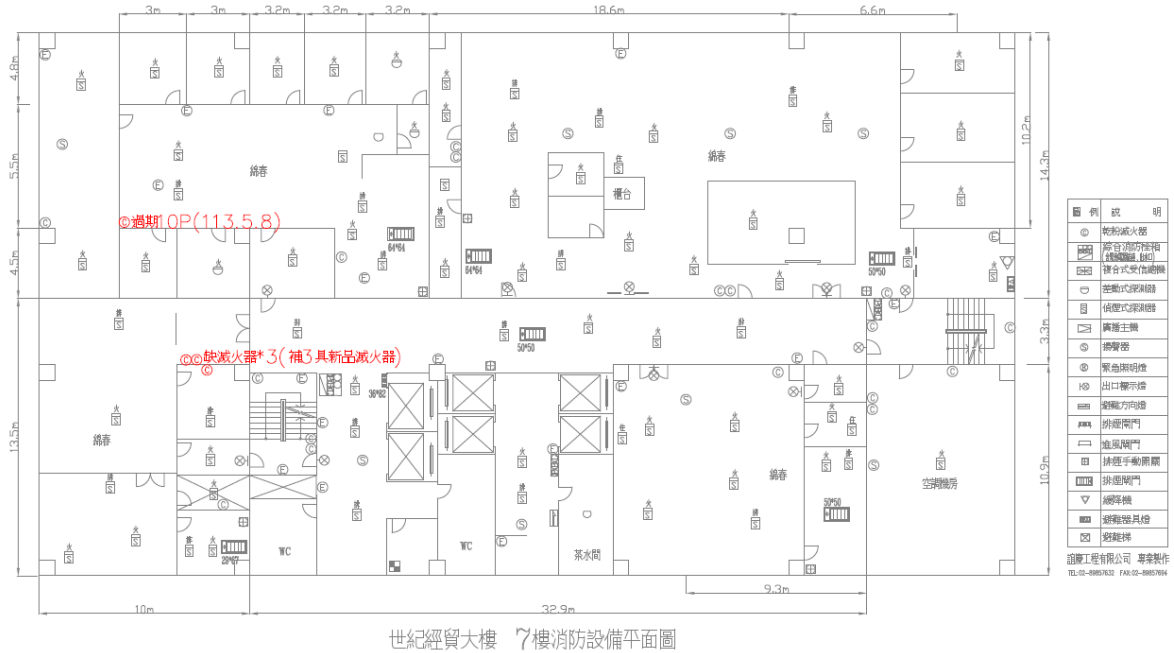 3m 3m 3.2m 3.2m 3.2m 18.6m 6.6m
4.8m
5.5m
4.5m
13.5m
10.2m
14.3m
3.3m
10.9m
錦春
錦春
櫃台
©過期10P(113.5.8)
64*64
64*64
50*50
50*50
©©缺滅火器*3(補3具新品滅火器)
©
錦春
錦春
空調機房
50*50
WC
WC
茶水間
10m
32.9m
9.3m
圖例 說明
乾粉滅火器
綜合消防栓箱
複合式受信總機
差動式探測器
偵煙式探測器
廣播主機
揚聲器
緊急照明燈
出口標示燈
避難方向燈
排煙閘門
進風閘門
排煙手動開關
排煙閘門
緩降機
避難器具燈
避難梯
誼慶工程有限公司 專業製作
TEL:02-89857632 FAX:02-89857694
世紀經貿大樓 7樓消防設備平面圖